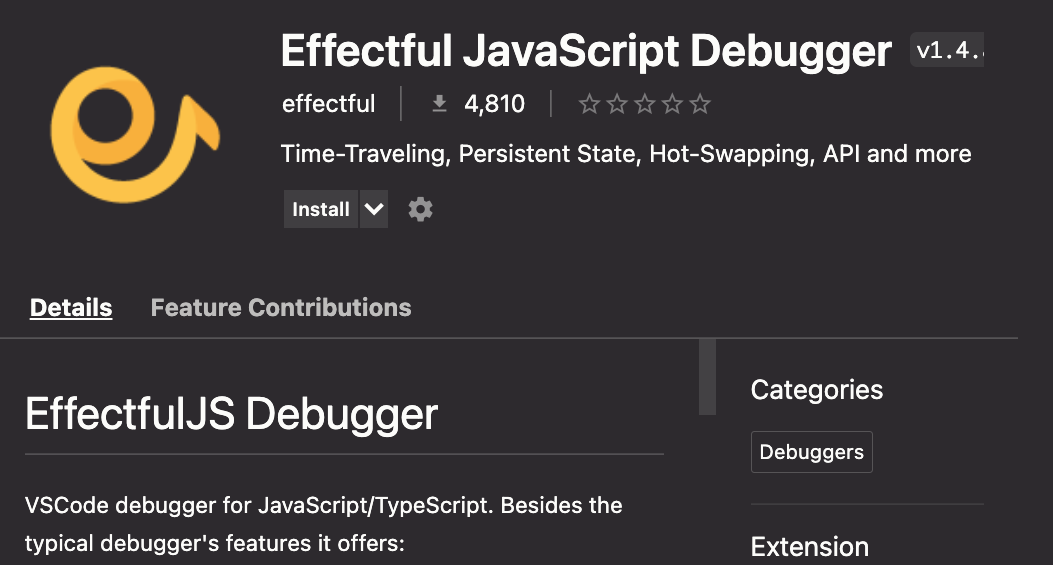 Effectful JavaScript Debugger v1.4.
effectful 4,810
Time-Traveling, Persistent State, Hot-Swapping, API and more
Install
Details Feature Contributions
EffectfulJS Debugger
VSCode debugger for JavaScript/TypeScript. Besides the
typical debugger's features it offers:
Categories
Debuggers
Extension